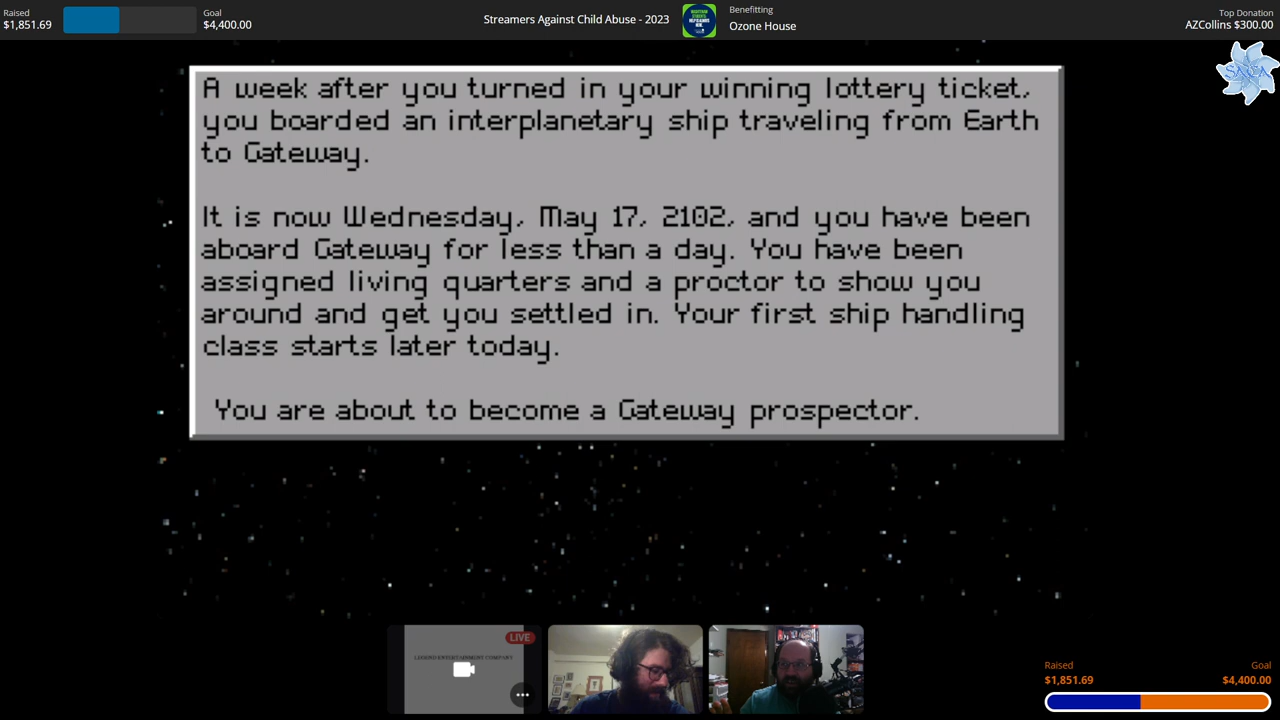 Raised
$1,851.69
Goal
$4,400.00
Streamers Against Child Abuse - 2023
Benefitting
Ozone House
Top Donation
AZCollins $300.00
SACA
A week after you turned in your winning lottery ticket,
you boarded an interplanetary ship traveling from Earth
to Gateway.
It is now Wednesday, May 17, 2102, and you have been
aboard Gateway for less than a day. You have been
assigned living quarters and a proctor to show you
around and get you settled in. Your first ship handling
class starts later today.
You are about to become a Gateway prospector.
LIVE
LEGEND ENTERTAINMENT COMPANY
Raised
Goal
$1,851.69
$4,400.00